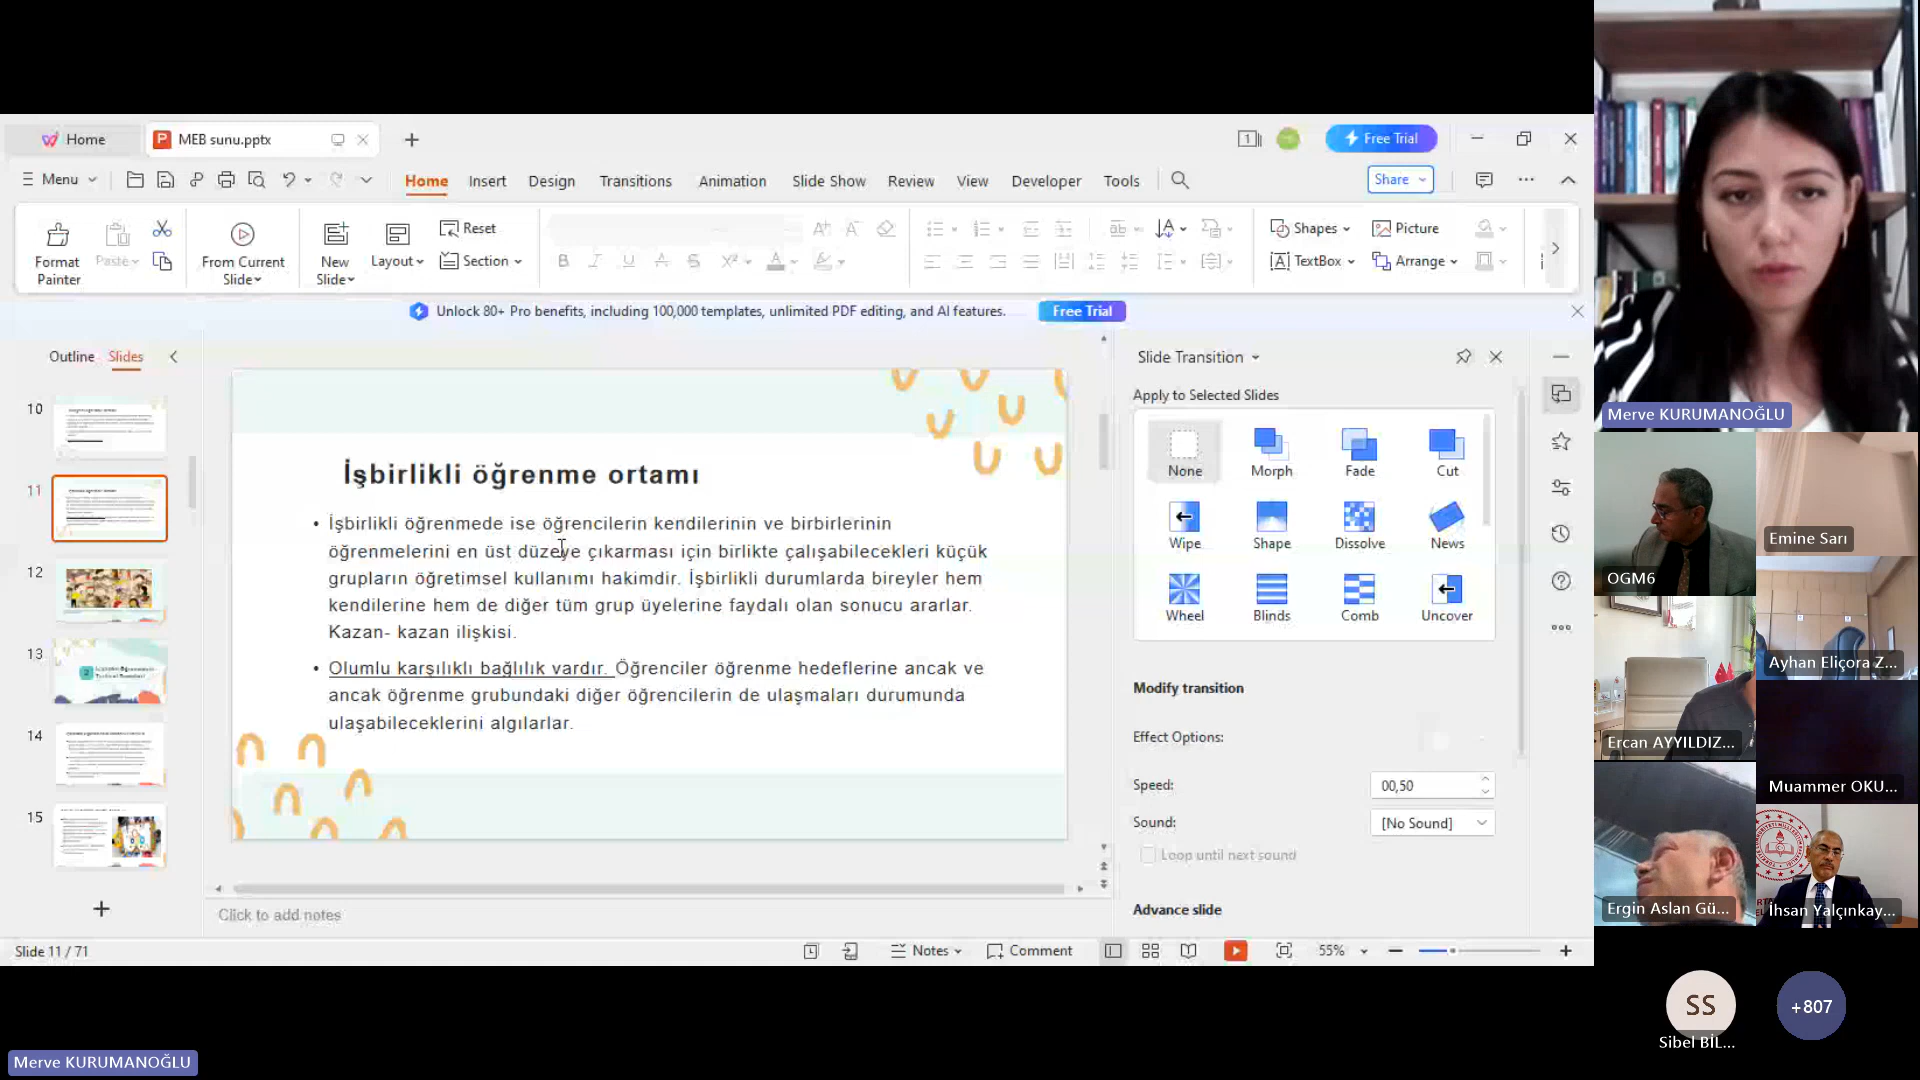 Home
MEB sunu.pptx
Free Trial
Menu
Home Insert Design Transitions Animation Slide Show Review View Developer Tools
Share
Format Painter
Paste
From Current Slide
New Slide
Layout
Reset
Section
Shapes
Picture
TextBox
Arrange
Unlock 80+ Pro benefits, including 100,000 templates, unlimited PDF editing, and AI features.
Free Trial
Outline Slides
10
11
12
13
14
15
İşbirlikli öğrenme ortamı
• İşbirlikli öğrenmede ise öğrencilerin kendilerinin ve birbirlerinin
öğrenmelerini en üst düzeye çıkarması için birlikte çalışabilecekleri küçük
grupların öğretimsel kullanımı hakimdir. İşbirlikli durumlarda bireyler hem
kendilerine hem de diğer tüm grup üyelerine faydalı olan sonucu ararlar.
Kazan- kazan ilişkisi.
• Olumlu karşılıklı bağlılık vardır. Öğrenciler öğrenme hedeflerine ancak ve
ancak öğrenme grubundaki diğer öğrencilerin de ulaşmaları durumunda
ulaşabileceklerini algılarlar.
Click to add notes
Slide Transition
Apply to Selected Slides
None Morph Fade Cut
Wipe Shape Dissolve News
Wheel Blinds Comb Uncover
Modify transition
Effect Options:
Speed: 00,50
Sound: [No Sound]
Loop until next sound
Advance slide
Slide 11 / 71
Notes
Comment
55%
Merve KURUMANOĞLU
OGM6
Emine Sarı
Ercan AYYILDIZ...
Ayhan Eliçora Z...
Muammer OKU...
Ergin Aslan Gü...
İhsan Yalçınkay...
SS
Sibel BİL...
+807
Merve KURUMANOĞLU